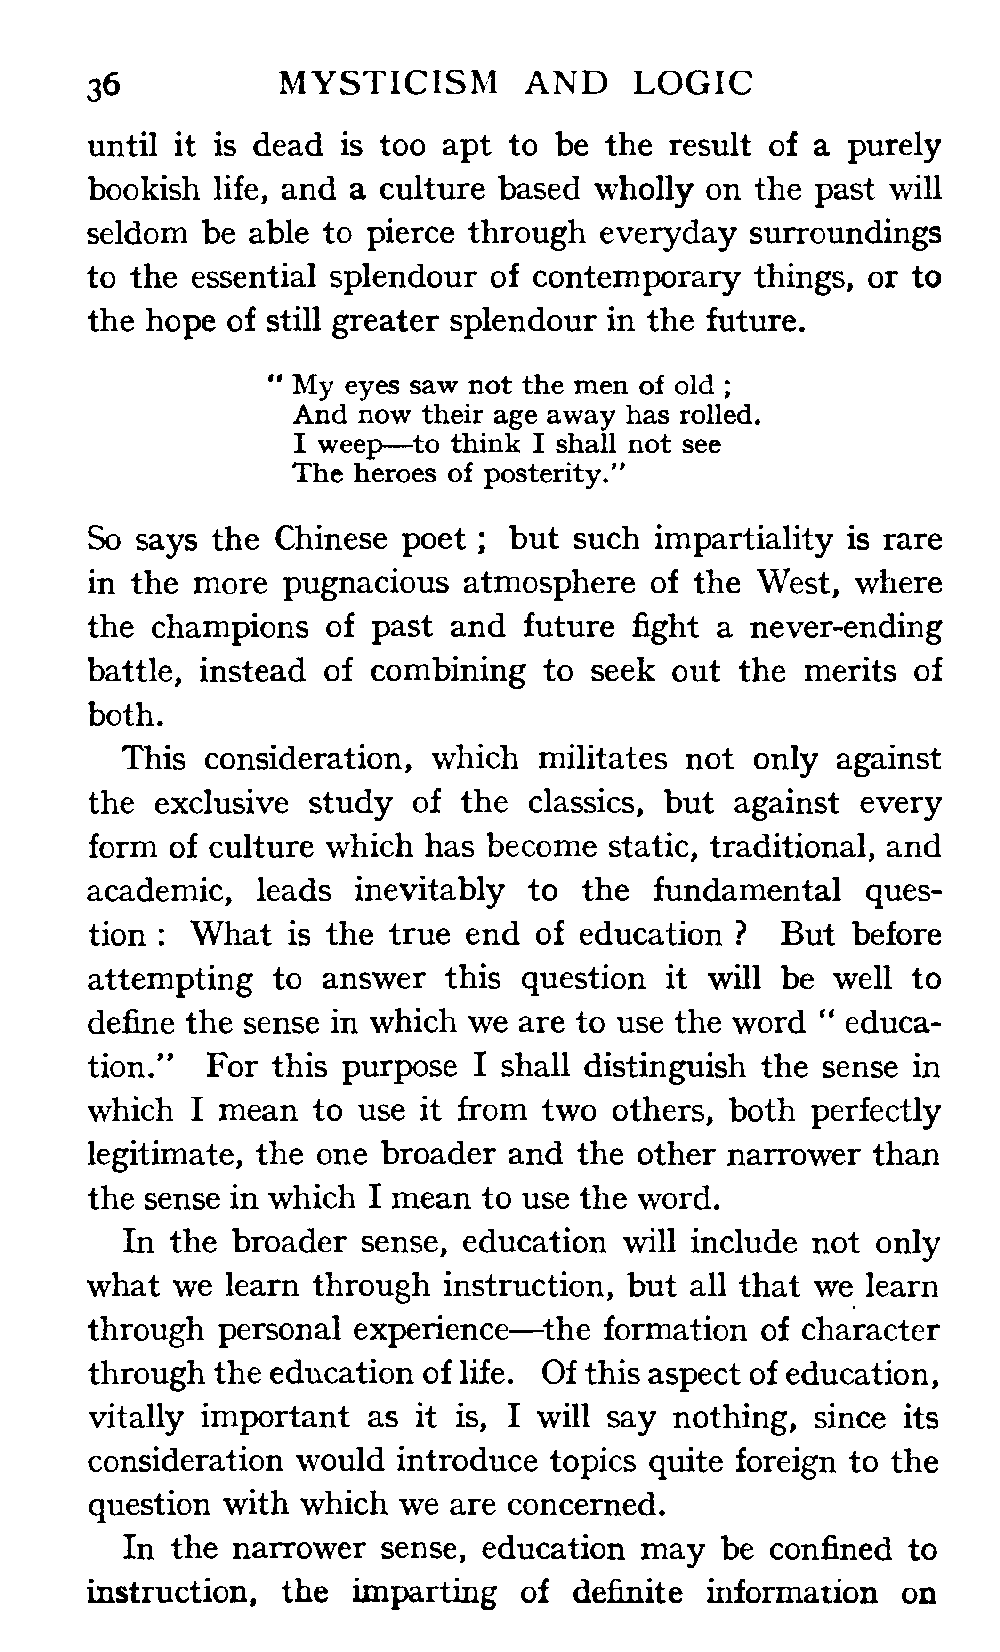 36 MYSTICISM AND LOGIC
until it is dead is too apt to be the result of a purely
bookish life, and a culture based wholly on the past will
seldom be able to pierce through everyday surroundings
to the essential splendour of contemporary things, or to
the hope of still greater splendour in the future.
" My eyes saw not the men of old ;
And now their age away has rolled.
I weep—to think I shall not see
The heroes of posterity."
So says the Chinese poet ; but such impartiality is rare
in the more pugnacious atmosphere of the West, where
the champions of past and future fight a never-ending
battle, instead of combining to seek out the merits of
both.
This consideration, which militates not only against
the exclusive study of the classics, but against every
form of culture which has become static, traditional, and
academic, leads inevitably to the fundamental ques-
tion : What is the true end of education ? But before
attempting to answer this question it will be well to
define the sense in which we are to use the word " educa-
tion." For this purpose I shall distinguish the sense in
which I mean to use it from two others, both perfectly
legitimate, the one broader and the other narrower than
the sense in which I mean to use the word.
In the broader sense, education will include not only
what we learn through instruction, but all that we learn
through personal experience—the formation of character
through the education of life. Of this aspect of education,
vitally important as it is, I will say nothing, since its
consideration would introduce topics quite foreign to the
question with which we are concerned.
In the narrower sense, education may be confined to
instruction, the imparting of definite information on